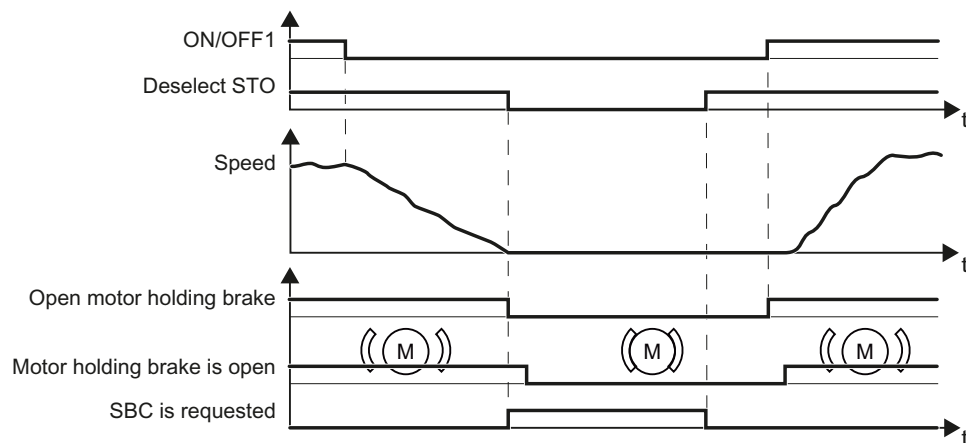 ON/OFF1
Deselect STO
t
Speed
t
Open motor holding brake
M M M
Motor holding brake is open
SBC is requested
t